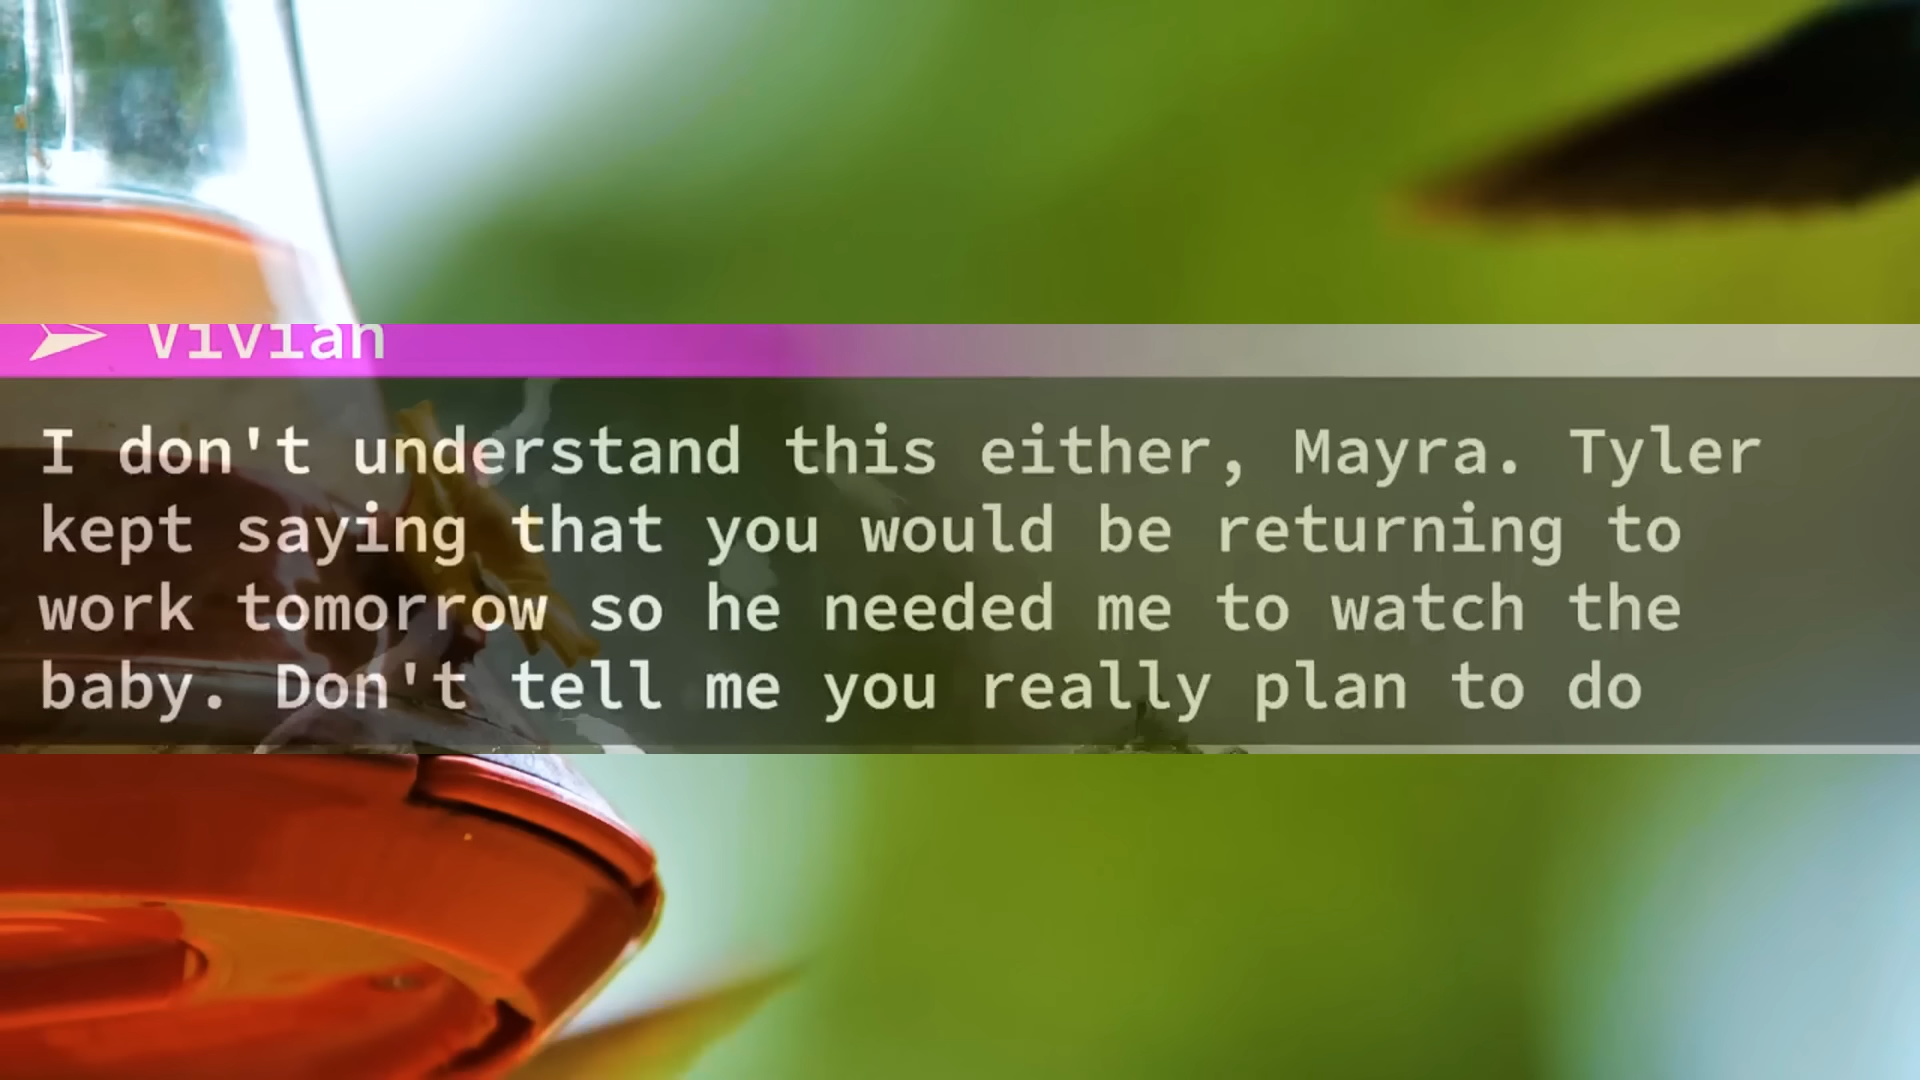 Vivian
I don't understand this either, Mayra. Tyler
kept saying that you would be returning to
work tomorrow so he needed me to watch the
baby. Don't tell me you really plan to do